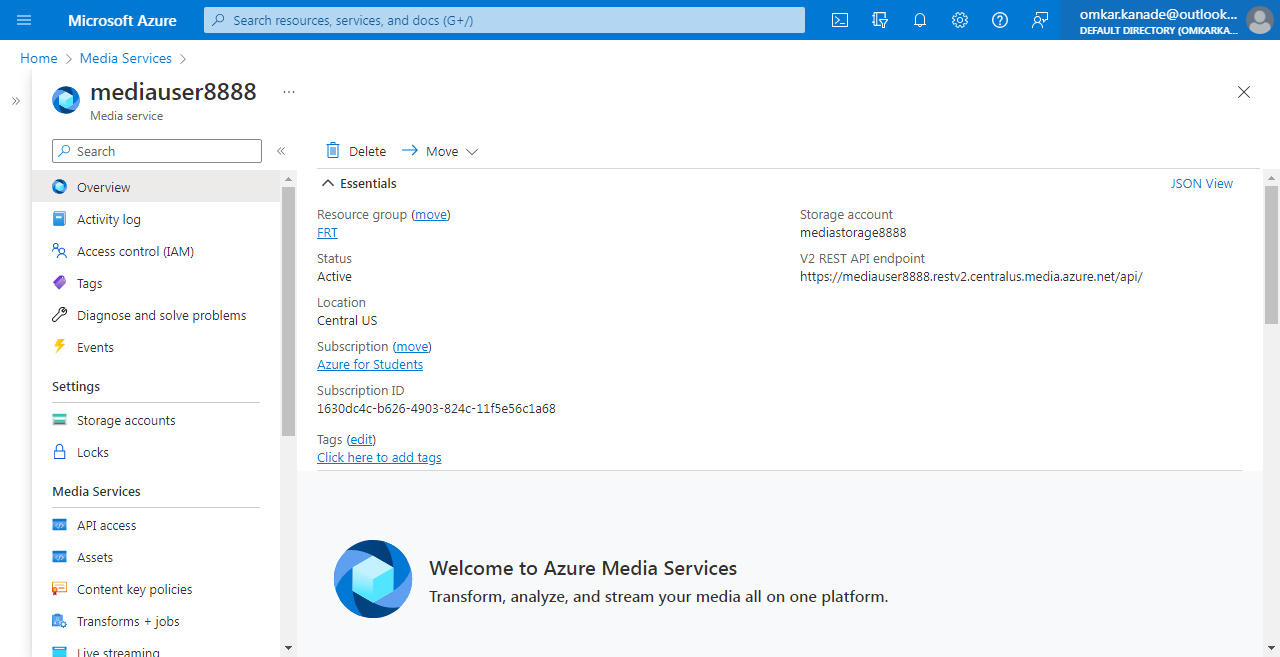 Microsoft Azure
Search resources, services, and docs (G+/)
omkar.kanade@outlook...
DEFAULT DIRECTORY (OMKARKA...
Home > Media Services >
mediauser8888 ...
Media service
Search
Delete Move
Overview
Activity log
Access control (IAM)
Tags
Diagnose and solve problems
Events
Settings
Storage accounts
Locks
Media Services
API access
Assets
Content key policies
Transforms + jobs
Live streaming
Essentials
JSON View
Resource group (move)
FRT
Status
Active
Location
Central US
Subscription (move)
Azure for Students
Subscription ID
1630dc4c-b626-4903-824c-11f5e56c1a68
Tags (edit)
Click here to add tags
Storage account
mediastorage8888
V2 REST API endpoint
https://mediauser8888.restv2.centralus.media.azure.net/api/
Welcome to Azure Media Services
Transform, analyze, and stream your media all on one platform.